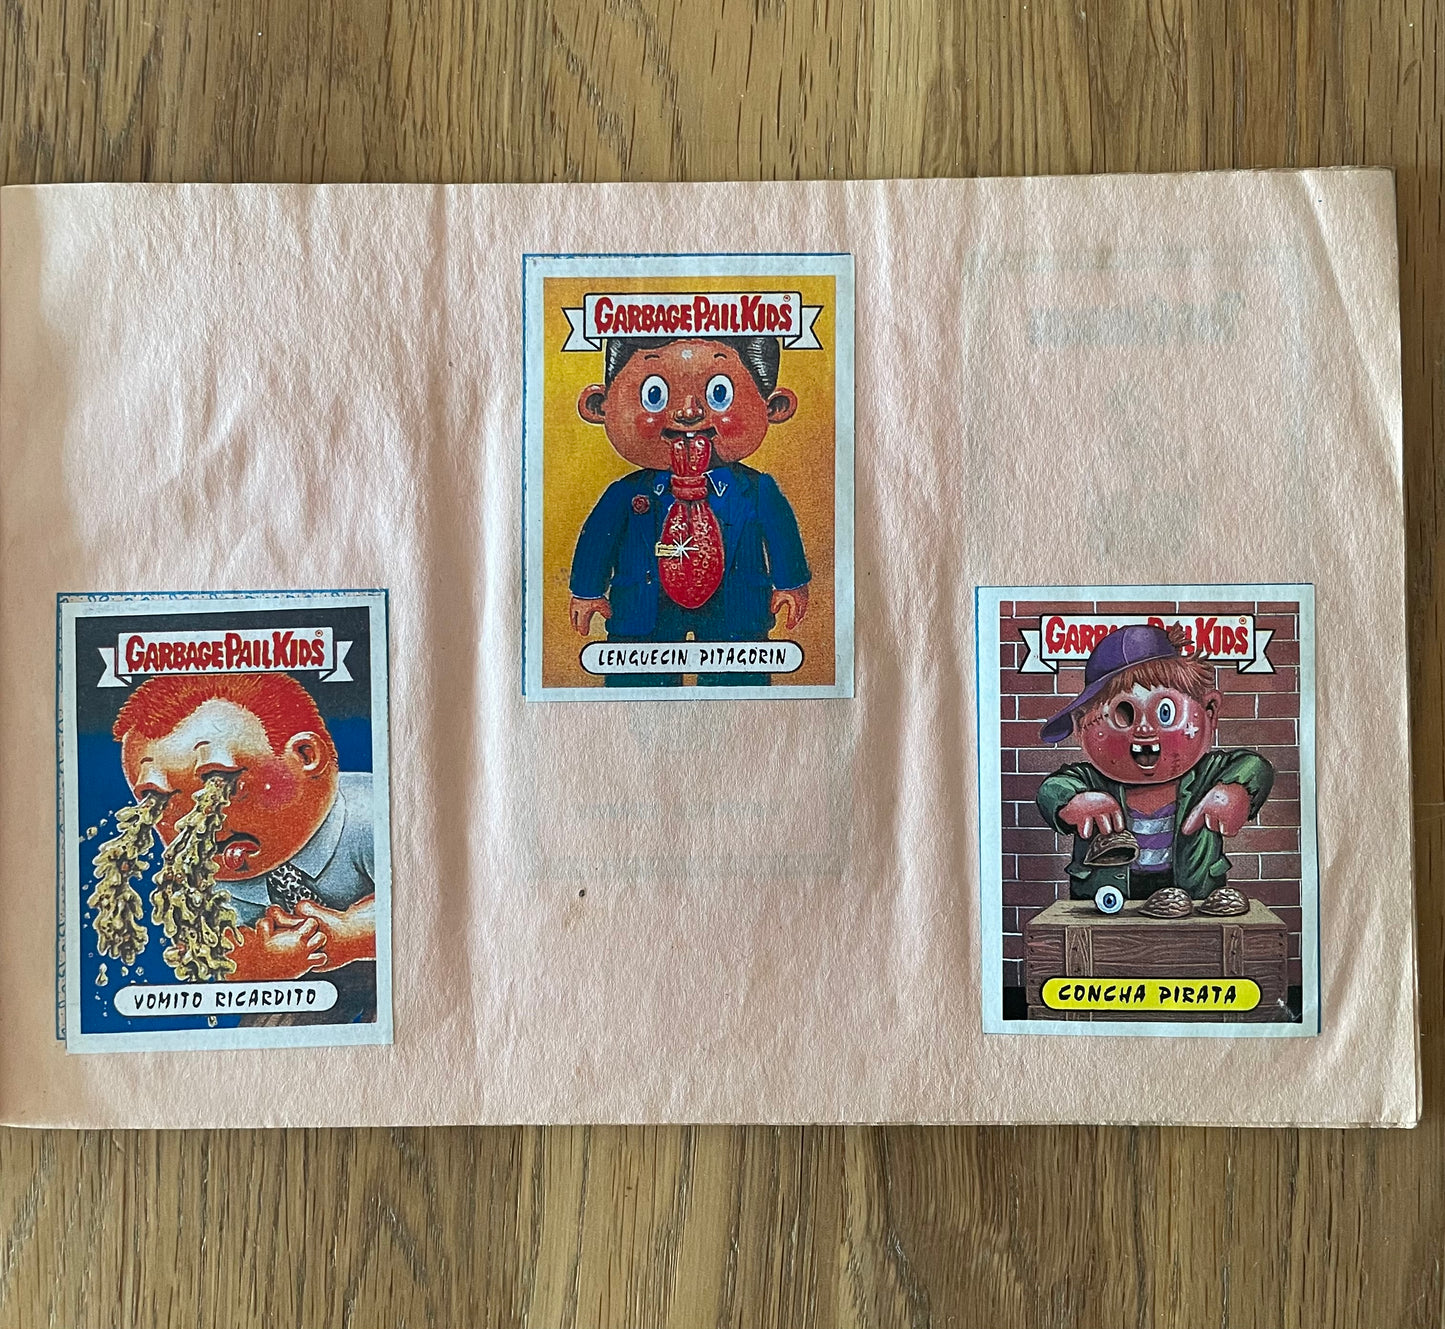 GARBAGE PAIL KIDS
VOMITO RICARDITO
GARBAGE PAIL KIDS
LENGUECIN PITAGORIN
GARBAGE PAIL KIDS
CONCHA PIRATA